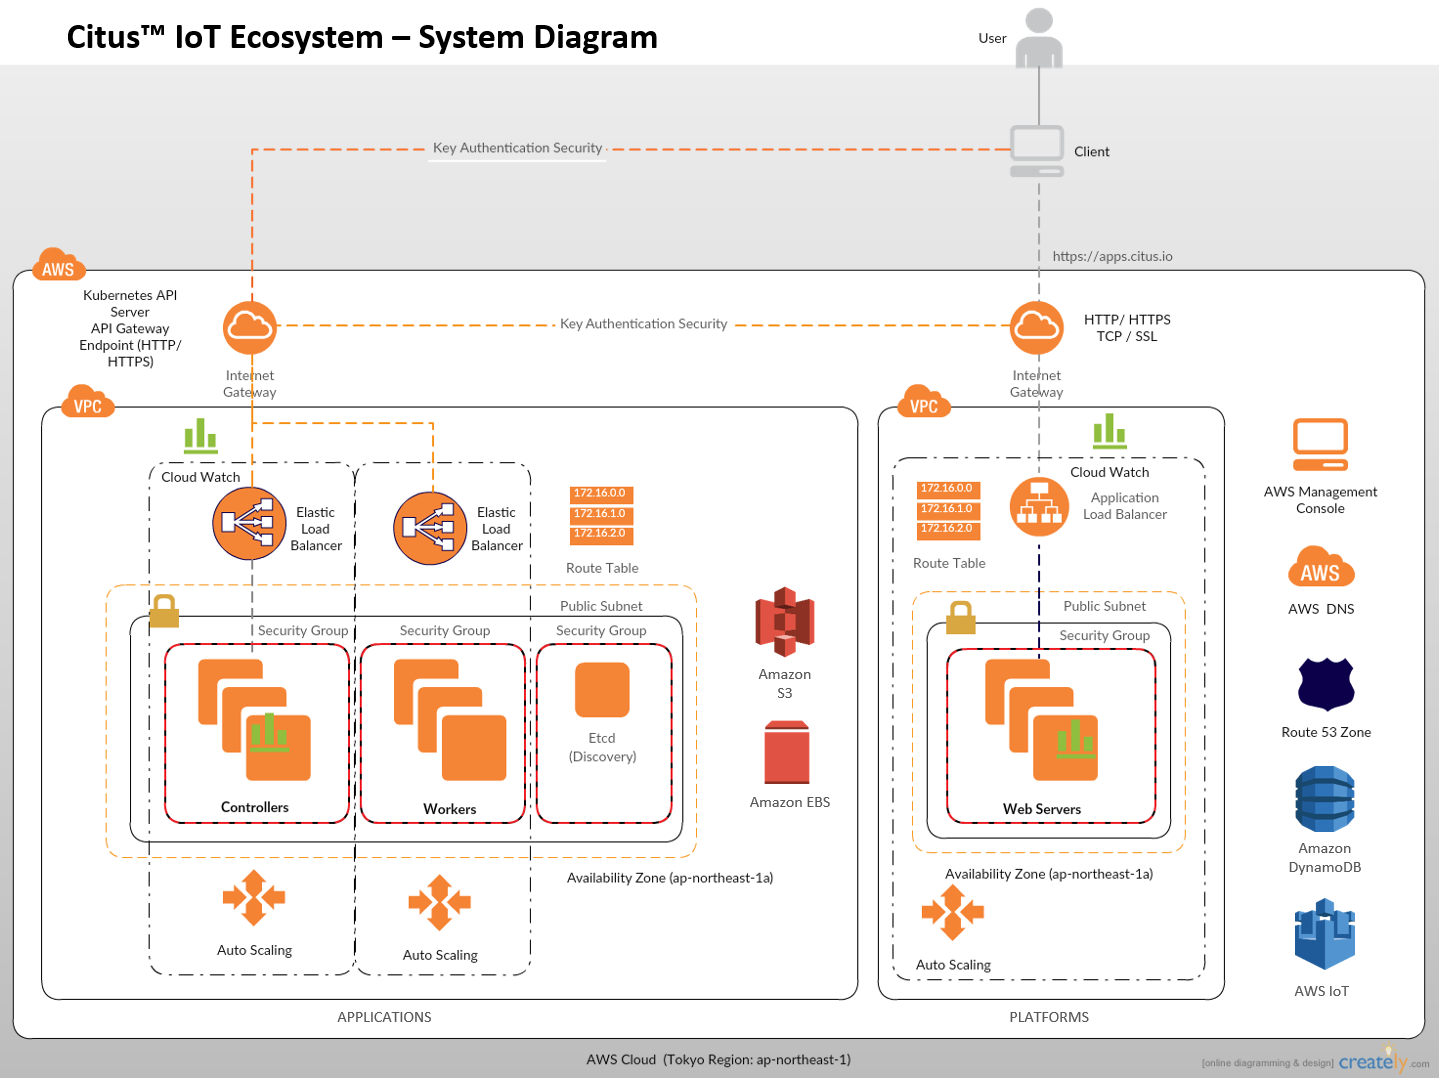 Citus™ IoT Ecosystem – System Diagram
User
Key Authentication Security
Client
https://apps.citus.io
AWS
Kubernetes API
Server
API Gateway
Endpoint (HTTP/
HTTPS)
Key Authentication Security
HTTP/ HTTPS
TCP / SSL
Internet
Gateway
Internet
Gateway
VPC
Cloud Watch
Elastic
Load
Balancer
Elastic
Load
Balancer
172.16.0.0
172.16.1.0
172.16.2.0
Route Table
Public Subnet
Security Group
Security Group
Security Group
Controllers
Workers
Etcd
(Discovery)
Availability Zone (ap-northeast-1a)
Auto Scaling
Auto Scaling
Amazon
S3
Amazon EBS
APPLICATIONS
VPC
Cloud Watch
172.16.0.0
172.16.1.0
172.16.2.0
Route Table
Application
Load Balancer
Public Subnet
Security Group
Web Servers
Availability Zone (ap-northeast-1a)
Auto Scaling
PLATFORMS
AWS Management
Console
AWS
AWS  DNS
Route 53 Zone
Amazon
DynamoDB
AWS IoT
AWS Cloud  (Tokyo Region: ap-northeast-1)
[online diagramming & design] creately.com